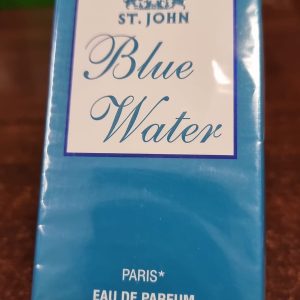 ST. JOHN
Blue
Water
PARIS*
EAU DE PARFUM